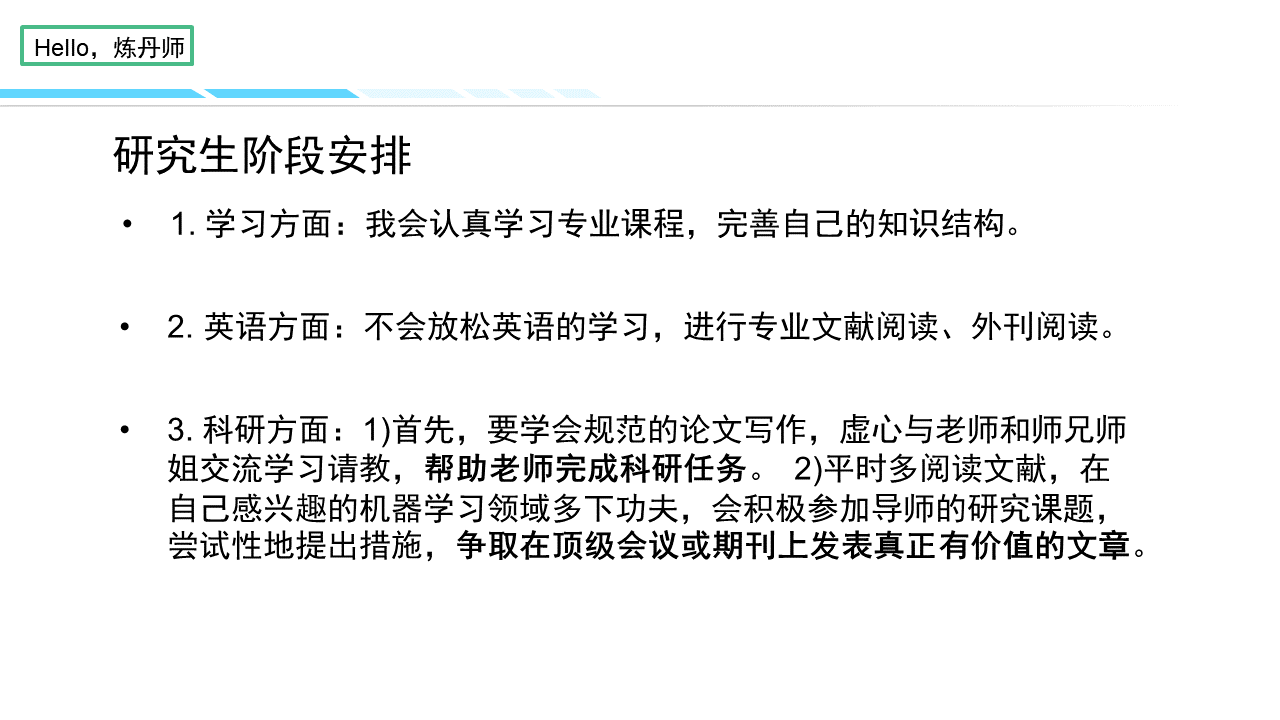 Hello，炼丹师
研究生阶段安排
• 1. 学习方面：我会认真学习专业课程，完善自己的知识结构。
• 2. 英语方面：不会放松英语的学习，进行专业文献阅读、外刊阅读。
• 3. 科研方面：1)首先，要学会规范的论文写作，虚心与老师和师兄师
姐交流学习请教，帮助老师完成科研任务。 2)平时多阅读文献，在
自己感兴趣的机器学习领域多下功夫，会积极参加导师的研究课题，
尝试性地提出措施，争取在顶级会议或期刊上发表真正有价值的文章。